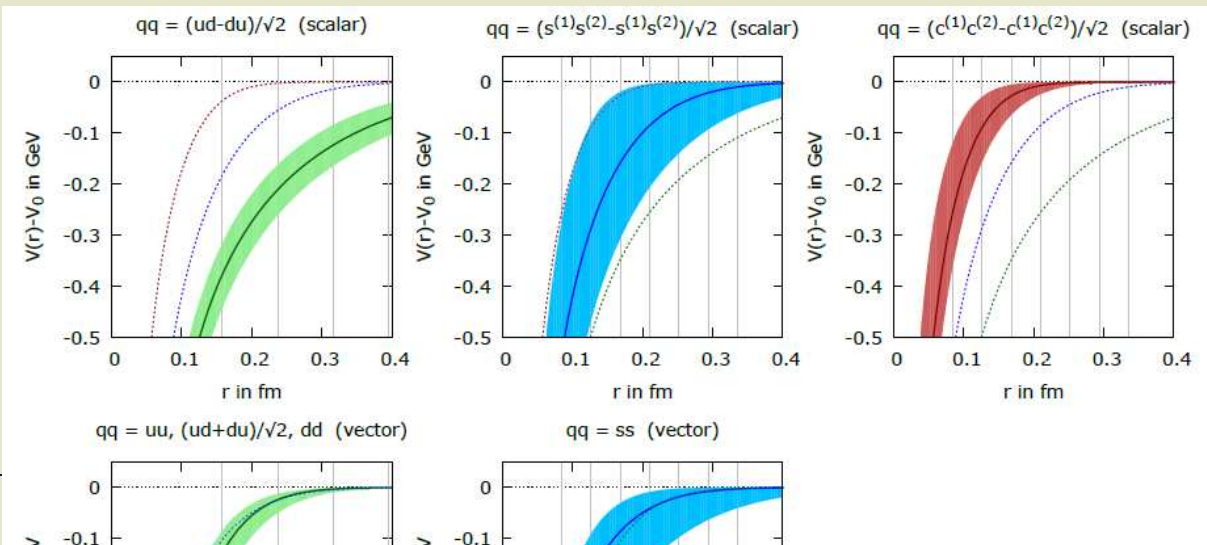 qq = (ud-du)/√2 (scalar)
qq = (s⁽¹⁾s⁽²⁾-s⁽¹⁾s⁽²⁾)/√2 (scalar)
qq = (c⁽¹⁾c⁽²⁾-c⁽¹⁾c⁽²⁾)/√2 (scalar)
V(r)-V₀ in GeV
0
-0.1
-0.2
-0.3
-0.4
-0.5
0 0.1 0.2 0.3 0.4
r in fm
V(r)-V₀ in GeV
0
-0.1
-0.2
-0.3
-0.4
-0.5
0 0.1 0.2 0.3 0.4
r in fm
V(r)-V₀ in GeV
0
-0.1
-0.2
-0.3
-0.4
-0.5
0 0.1 0.2 0.3 0.4
r in fm
qq = uu, (ud+du)/√2, dd (vector)
qq = ss (vector)
0
-0.1
0
-0.1